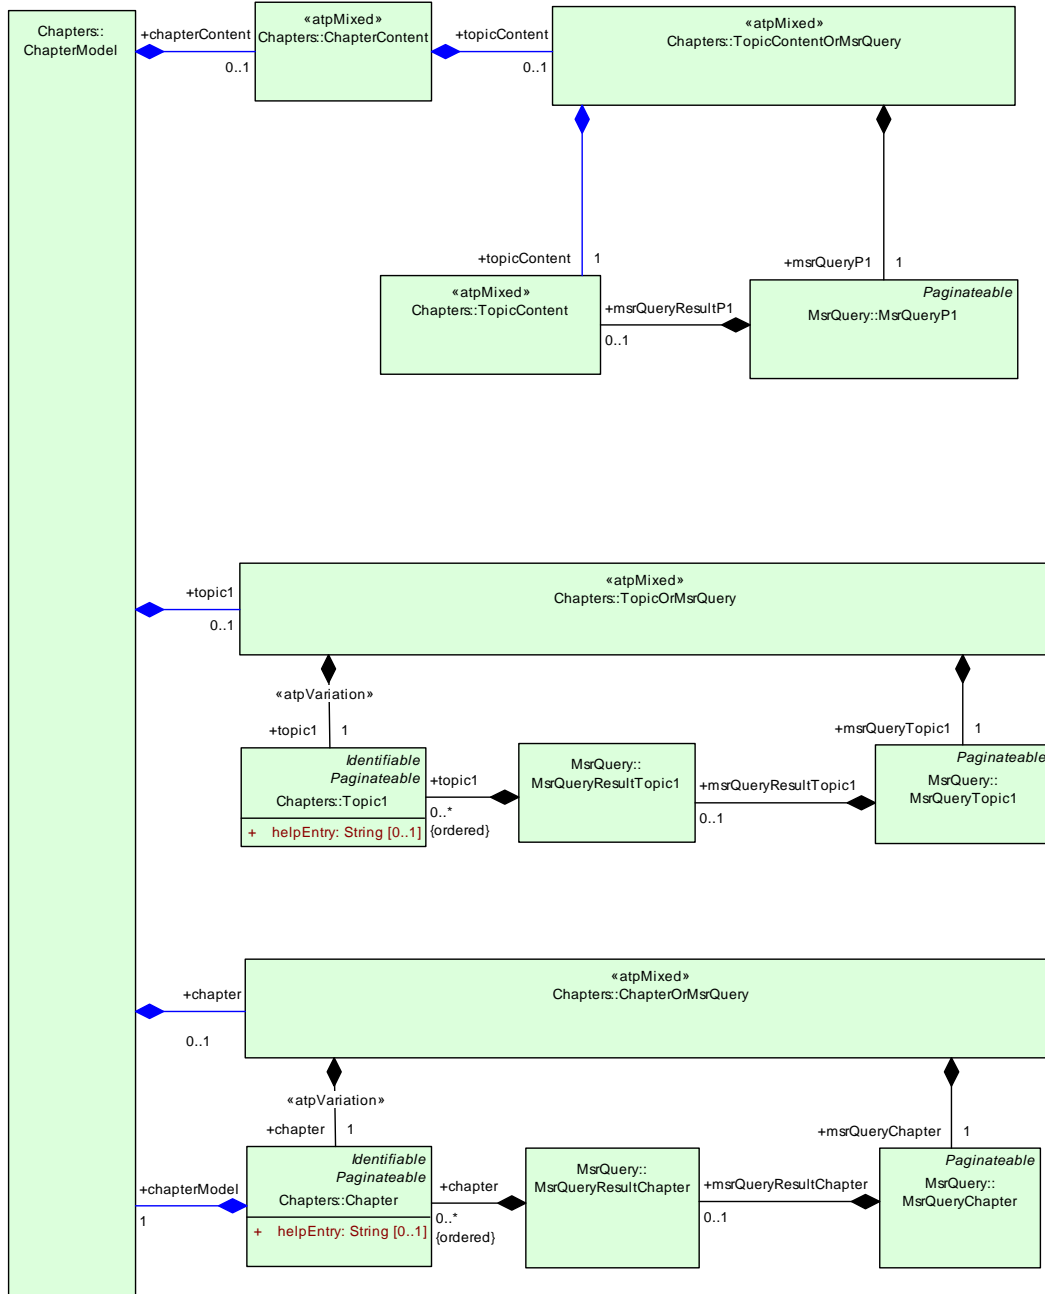 Chapters::
ChapterModel
+chapterContent
0..1
«atpMixed»
Chapters::ChapterContent
+topicContent
0..1
«atpMixed»
Chapters::TopicContentOrMsrQuery
+topicContent
1
+msrQueryP1
1
«atpMixed»
Chapters::TopicContent
+msrQueryResultP1
0..1
Paginateable
MsrQuery::MsrQueryP1
+topic1
0..1
«atpMixed»
Chapters::TopicOrMsrQuery
«atpVariation»
+topic1
1
+msrQueryTopic1
1
Identifiable
Paginateable
Chapters::Topic1
+ helpEntry: String [0..1]
+topic1
0..*
{ordered}
MsrQuery::
MsrQueryResultTopic1
+msrQueryResultTopic1
0..1
Paginateable
MsrQuery::
MsrQueryTopic1
+chapter
0..1
«atpMixed»
Chapters::ChapterOrMsrQuery
«atpVariation»
+chapter
1
+msrQueryChapter
1
+chapterModel
1
Identifiable
Paginateable
Chapters::Chapter
+ helpEntry: String [0..1]
+chapter
0..*
{ordered}
MsrQuery::
MsrQueryResultChapter
+msrQueryResultChapter
0..1
Paginateable
MsrQuery::
MsrQueryChapter